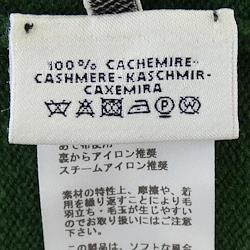 100% CACHEMIRE-
CASHMERE-KASCHMIR-
CAXEMIRA
裏からアイロン推奨
スチームアイロン推奨
素材の特性上、摩擦や、着
用を繰り返すことにより毛
羽立ち・毛玉が生じやすい
のでお取り扱いにはご注意
この製品は、ソフトな風合